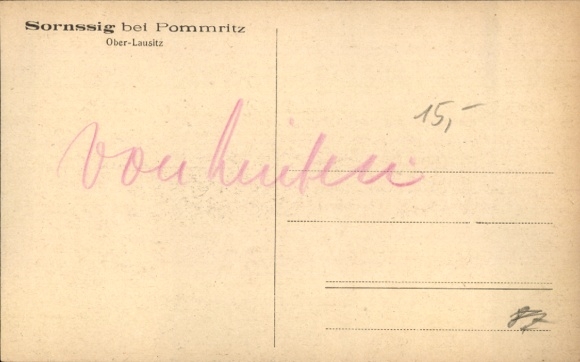 Sornssig bei Pommritz
Ober-Lausitz
15,-
von hinten